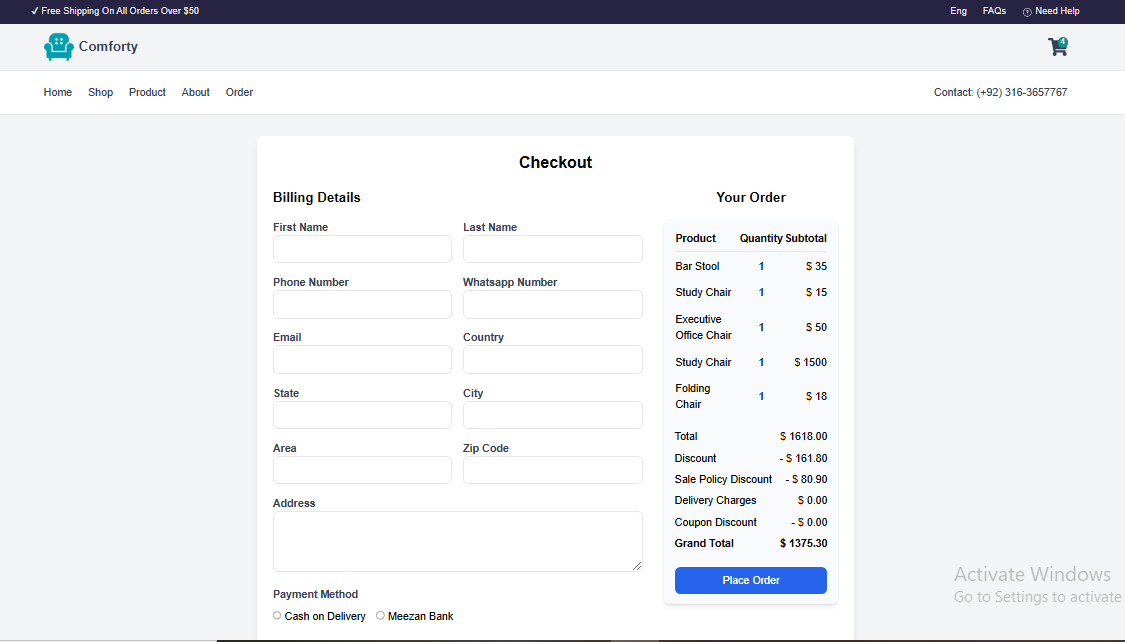 ✓ Free Shipping On All Orders Over $50
Eng FAQs Need Help
Comforty
4
Home Shop Product About Order
Contact: (+92) 316-3657767
Checkout
Billing Details
First Name Last Name
Phone Number Whatsapp Number
Email Country
State City
Area Zip Code
Address
Payment Method
Cash on Delivery Meezan Bank
Your Order
Product Quantity Subtotal
Bar Stool 1 $ 35
Study Chair 1 $ 15
Executive
Office Chair 1 $ 50
Study Chair 1 $ 1500
Folding
Chair 1 $ 18
Total $ 1618.00
Discount - $ 161.80
Sale Policy Discount - $ 80.90
Delivery Charges $ 0.00
Coupon Discount - $ 0.00
Grand Total $ 1375.30
Place Order
Activate Windows
Go to Settings to activate